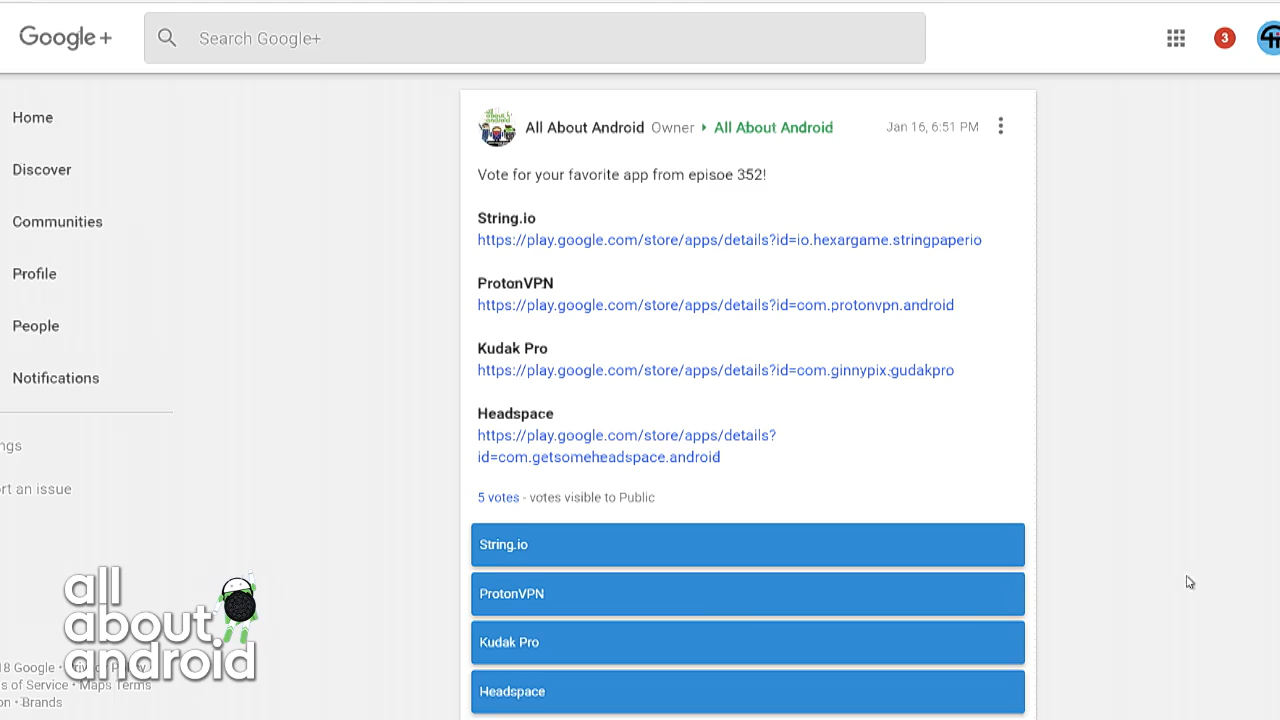 Google+
Search Google+
3
Home
Discover
Communities
Profile
People
Notifications
ngs
rt an issue
18 Google •
s of Service • Maps Terms
on • Brands
All About Android Owner All About Android
Jan 16, 6:51 PM
Vote for your favorite app from episoe 352!
String.io
https://play.google.com/store/apps/details?id=io.hexargame.stringpaperio
ProtonVPN
https://play.google.com/store/apps/details?id=com.protonvpn.android
Kudak Pro
https://play.google.com/store/apps/details?id=com.ginnypix.gudakpro
Headspace
https://play.google.com/store/apps/details?
id=com.getsomeheadspace.android
5 votes - votes visible to Public
String.io
ProtonVPN
Kudak Pro
Headspace
all
about
android